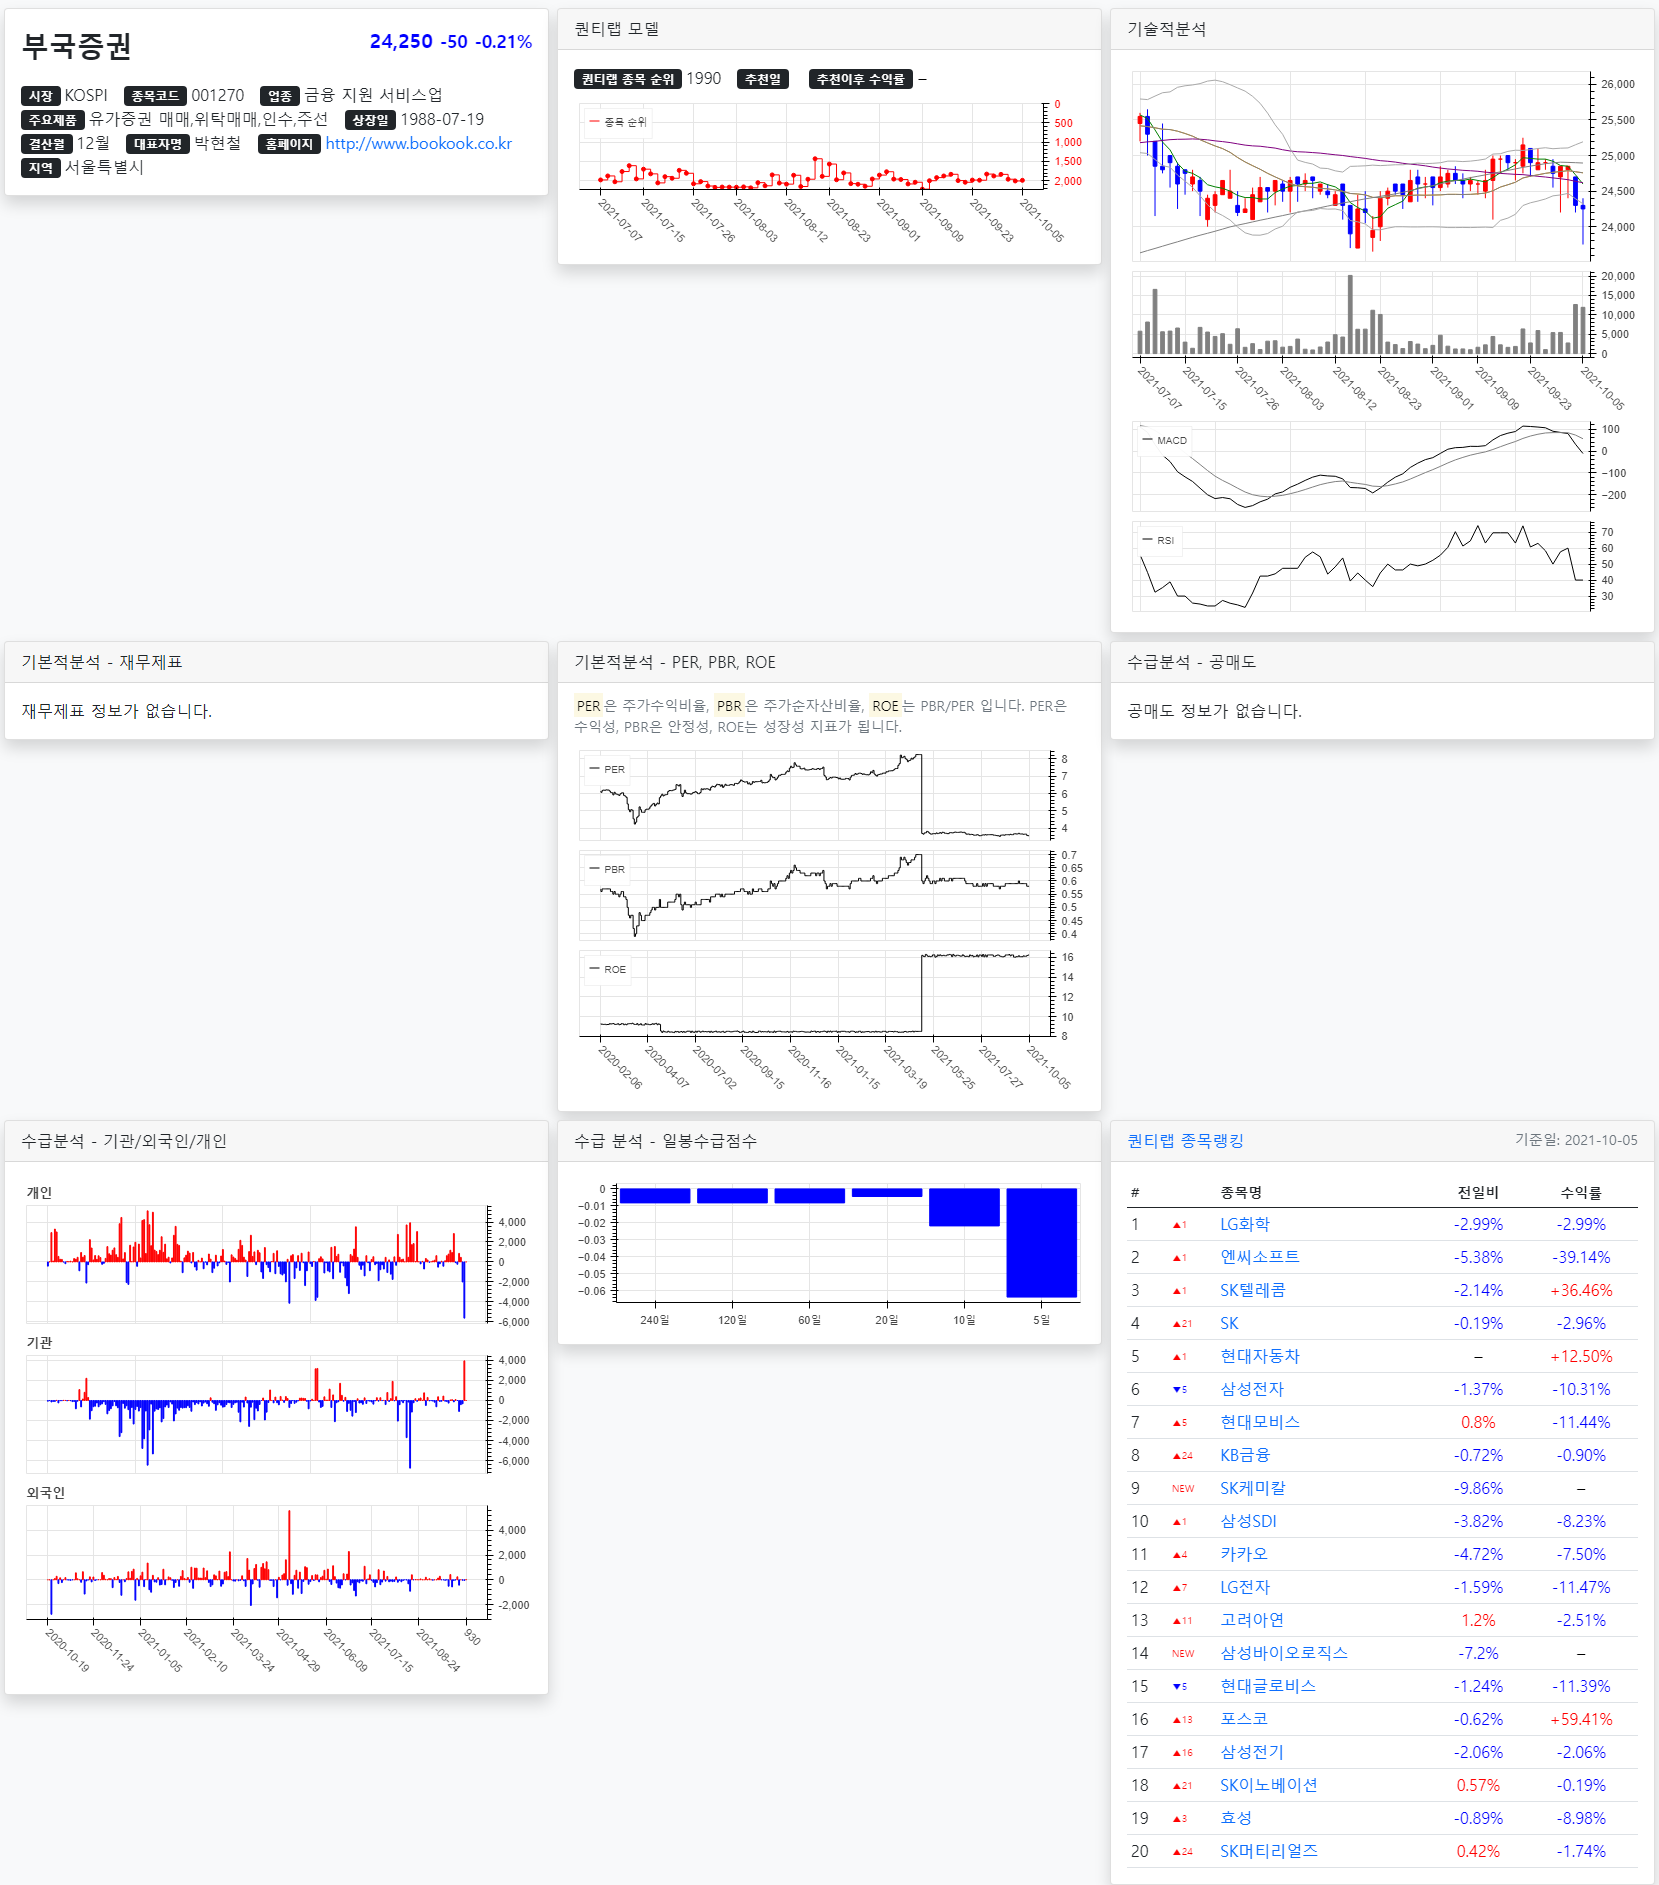 부국증권
24,250 -50 -0.21%
시장 KOSPI 종목코드 001270 업종 금융 지원 서비스업
주요제품 유가증권 매매,위탁매매,인수,주선 상장일 1988-07-19
결산월 12월 대표자명 박현철 홈페이지 http://www.bookook.co.kr
지역 서울특별시
퀀티랩 모델
퀀티랩 종목 순위 1990 추천일 추천이후 수익률 –
종목 순위
0
500
1,000
1,500
2,000
2021-07-07 2021-07-15 2021-07-26 2021-08-03 2021-08-12 2021-08-23 2021-09-01 2021-09-09 2021-09-23 2021-10-05
기술적분석
26,000
25,500
25,000
24,500
24,000
20,000
15,000
10,000
5,000
0
2021-07-07 2021-07-15 2021-07-26 2021-08-03 2021-08-12 2021-08-23 2021-09-01 2021-09-09 2021-09-23 2021-10-05
MACD
100
0
-100
-200
RSI
70
60
50
40
30
기본적분석 - 재무제표
재무제표 정보가 없습니다.
기본적분석 - PER, PBR, ROE
PER은 주가수익비율, PBR은 주가순자산비율, ROE는 PBR/PER 입니다. PER은
수익성, PBR은 안정성, ROE는 성장성 지표가 됩니다.
PER
8
7
6
5
4
PBR
0.7
0.65
0.6
0.55
0.5
0.45
0.4
ROE
16
14
12
10
8
2020-02-06 2020-04-07 2020-07-02 2020-09-15 2020-11-16 2021-01-15 2021-03-19 2021-05-25 2021-07-27 2021-10-05
수급분석 - 공매도
공매도 정보가 없습니다.
수급분석 - 기관/외국인/개인
개인
4,000
2,000
0
-2,000
-4,000
-6,000
기관
4,000
2,000
0
-2,000
-4,000
-6,000
외국인
4,000
2,000
0
-2,000
2020-10-19 2020-11-24 2021-01-05 2021-02-10 2021-03-24 2021-04-29 2021-06-09 2021-07-15 2021-08-24 930
수급 분석 - 일봉수급점수
0
-0.01
-0.02
-0.03
-0.04
-0.05
-0.06
240일 120일 60일 20일 10일 5일
퀀티랩 종목랭킹 기준일: 2021-10-05
# 종목명 전일비 수익률
1 ▲1 LG화학 -2.99% -2.99%
2 ▲1 엔씨소프트 -5.38% -39.14%
3 ▲1 SK텔레콤 -2.14% +36.46%
4 ▲21 SK -0.19% -2.96%
5 ▲1 현대자동차 – +12.50%
6 ▼5 삼성전자 -1.37% -10.31%
7 ▲5 현대모비스 0.8% -11.44%
8 ▲24 KB금융 -0.72% -0.90%
9 NEW SK케미칼 -9.86% –
10 ▲1 삼성SDI -3.82% -8.23%
11 ▲4 카카오 -4.72% -7.50%
12 ▲7 LG전자 -1.59% -11.47%
13 ▲11 고려아연 1.2% -2.51%
14 NEW 삼성바이오로직스 -7.2% –
15 ▼5 현대글로비스 -1.24% -11.39%
16 ▲13 포스코 -0.62% +59.41%
17 ▲16 삼성전기 -2.06% -2.06%
18 ▲21 SK이노베이션 0.57% -0.19%
19 ▲3 효성 -0.89% -8.98%
20 ▲24 SK머티리얼즈 0.42% -1.74%